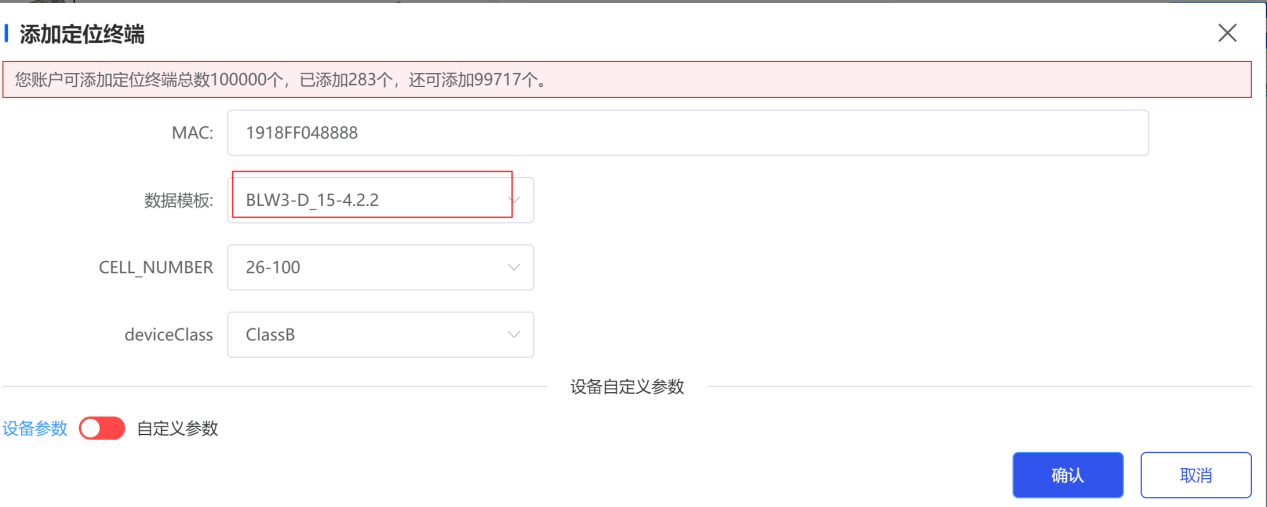 添加定位终端
您账户可添加定位终端总数100000个，已添加283个，还可添加99717个。
MAC: 1918FF048888
数据模板: BLW3-D_15-4.2.2
CELL_NUMBER 26-100
deviceClass ClassB
设备自定义参数
设备参数 自定义参数
确认 取消